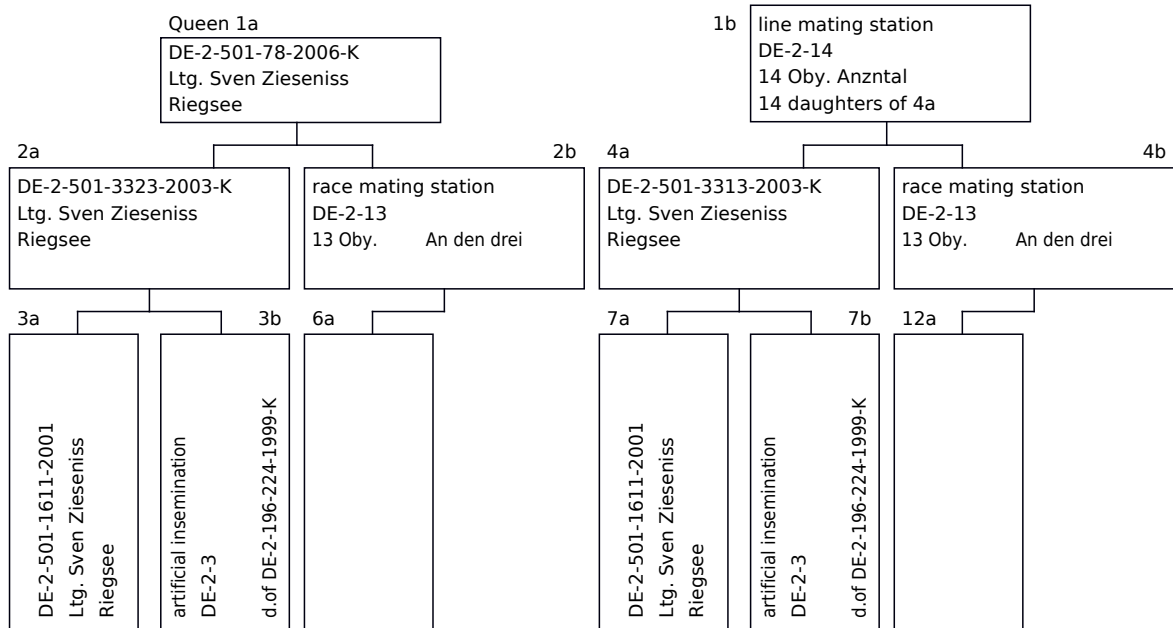 Queen 1a
DE-2-501-78-2006-K
Ltg. Sven Zieseniss
Riegsee
1b
line mating station
DE-2-14
14 Oby. Anzntal
14 daughters of 4a
2a
DE-2-501-3323-2003-K
Ltg. Sven Zieseniss
Riegsee
2b
race mating station
DE-2-13
13 Oby. An den drei
4a
DE-2-501-3313-2003-K
Ltg. Sven Zieseniss
Riegsee
4b
race mating station
DE-2-13
13 Oby. An den drei
3a
DE-2-501-1611-2001
Ltg. Sven Zieseniss
Riegsee
3b
artificial insemination
DE-2-3
d.of DE-2-196-224-1999-K
6a
7a
DE-2-501-1611-2001
Ltg. Sven Zieseniss
Riegsee
7b
artificial insemination
DE-2-3
d.of DE-2-196-224-1999-K
12a